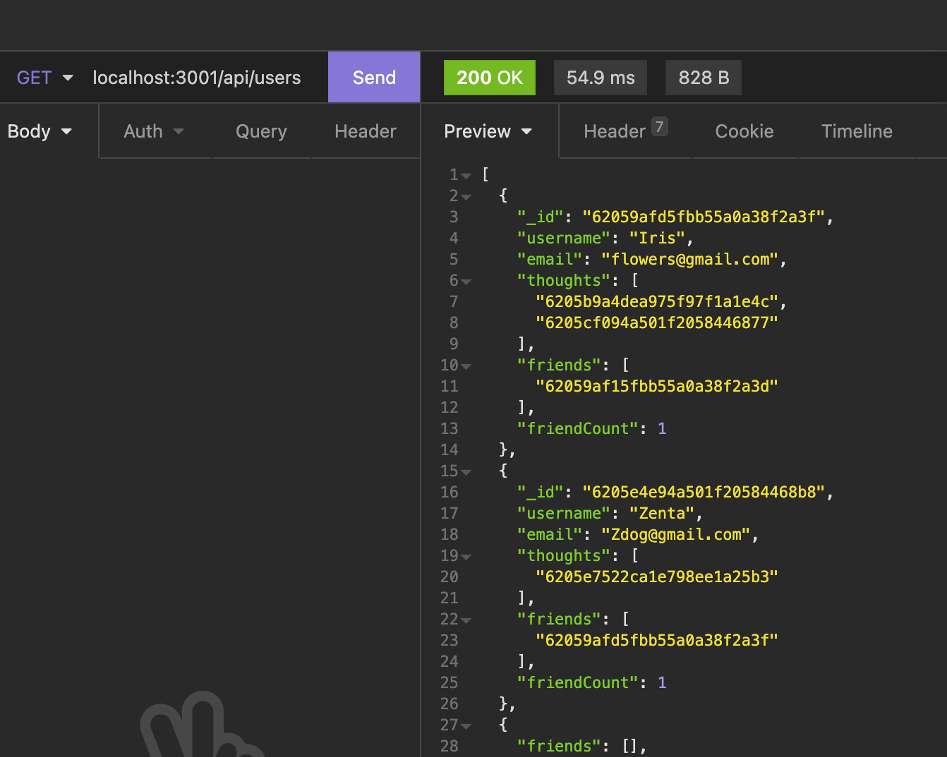 GET localhost:3001/api/users Send 200 OK 54.9 ms 828 B
Body Auth Query Header Preview Header 7 Cookie Timeline
1 [
2 {
3 "_id": "62059afd5fbb55a0a38f2a3f",
4 "username": "Iris",
5 "email": "flowers@gmail.com",
6 "thoughts": [
7 "6205b9a4dea975f97f1a1e4c",
8 "6205cf094a501f2058446877"
9 ],
10 "friends": [
11 "62059af15fbb55a0a38f2a3d"
12 ],
13 "friendCount": 1
14 },
15 {
16 "_id": "6205e4e94a501f20584468b8",
17 "username": "Zenta",
18 "email": "Zdog@gmail.com",
19 "thoughts": [
20 "6205e7522ca1e798ee1a25b3"
21 ],
22 "friends": [
23 "62059afd5fbb55a0a38f2a3f"
24 ],
25 "friendCount": 1
26 },
27 {
28 "friends": [],